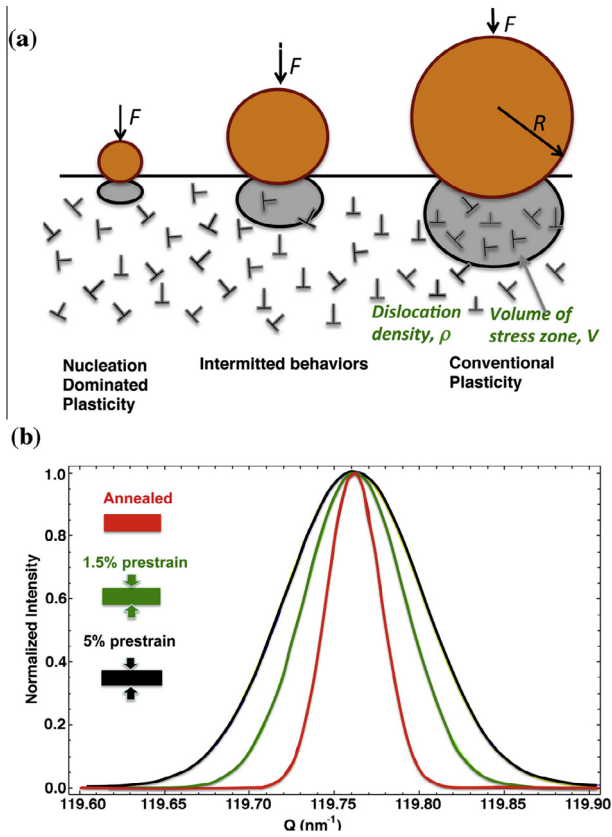 (a)
F
F
F
R
Dislocation
density, ρ
Volume of
stress zone, V
Nucleation
Dominated
Plasticity
Intermitted behaviors
Conventional
Plasticity
(b)
Annealed
1.5% prestrain
5% prestrain
Normalized Intensity
1.0
0.8
0.6
0.4
0.2
0.0
119.60 119.65 119.70 119.76 119.80 119.85 119.90
Q (nm⁻¹)